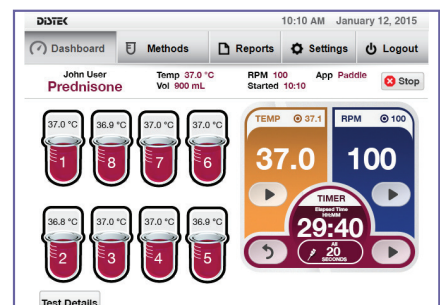 DISTEK 10:10 AM January 12, 2015
Dashboard Methods Reports Settings Logout
John User Temp 37.0 °C RPM 100 App Paddle Stop
Prednisone Vol 900 mL Started 10:10
37.0 °C 36.9 °C 37.0 °C 37.0 °C
1 8 7 6
36.8 °C 37.0 °C 37.0 °C 36.9 °C
2 3 4 5
TEMP 37.1 RPM 100
37.0 100
TIMER
Elapsed Time
HH:MM
29:40
All
20
SECONDS
Test Details